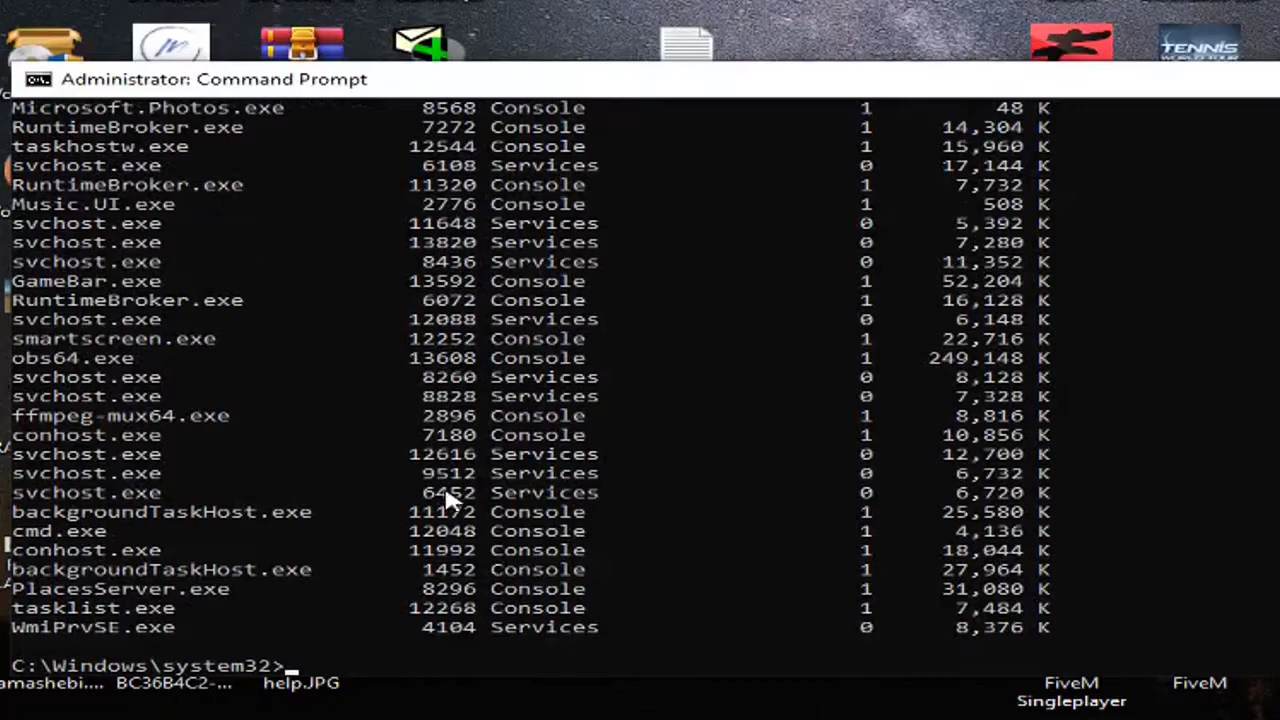 TENNIS
Administrator: Command Prompt
Microsoft.Photos.exe 8568 Console 1 48 K
RuntimeBroker.exe 7272 Console 1 14,304 K
taskhostw.exe 12544 Console 1 15,960 K
svchost.exe 6108 Services 0 17,144 K
RuntimeBroker.exe 11320 Console 1 7,732 K
Music.UI.exe 2776 Console 1 508 K
svchost.exe 11648 Services 0 5,392 K
svchost.exe 13820 Services 0 7,280 K
svchost.exe 8436 Services 0 11,352 K
GameBar.exe 13592 Console 1 52,204 K
RuntimeBroker.exe 6072 Console 1 16,128 K
svchost.exe 12088 Services 0 6,148 K
smartscreen.exe 12252 Console 1 22,716 K
obs64.exe 13608 Console 1 249,148 K
svchost.exe 8260 Services 0 8,128 K
svchost.exe 8828 Services 0 7,328 K
ffmpeg-mux64.exe 2896 Console 1 8,816 K
conhost.exe 7180 Console 1 10,856 K
svchost.exe 12616 Services 0 12,700 K
svchost.exe 9512 Services 0 6,732 K
svchost.exe 6452 Services 0 6,720 K
backgroundTaskHost.exe 11172 Console 1 25,580 K
cmd.exe 12048 Console 1 4,136 K
conhost.exe 11992 Console 1 18,044 K
backgroundTaskHost.exe 1452 Console 1 27,964 K
PlacesServer.exe 8296 Console 1 31,080 K
tasklist.exe 12268 Console 1 7,484 K
WmiPrvSE.exe 4104 Services 0 8,376 K
C:\Windows\system32>
amashebi.... BC36B4C2-... help.JPG FiveM FiveM
Singleplayer